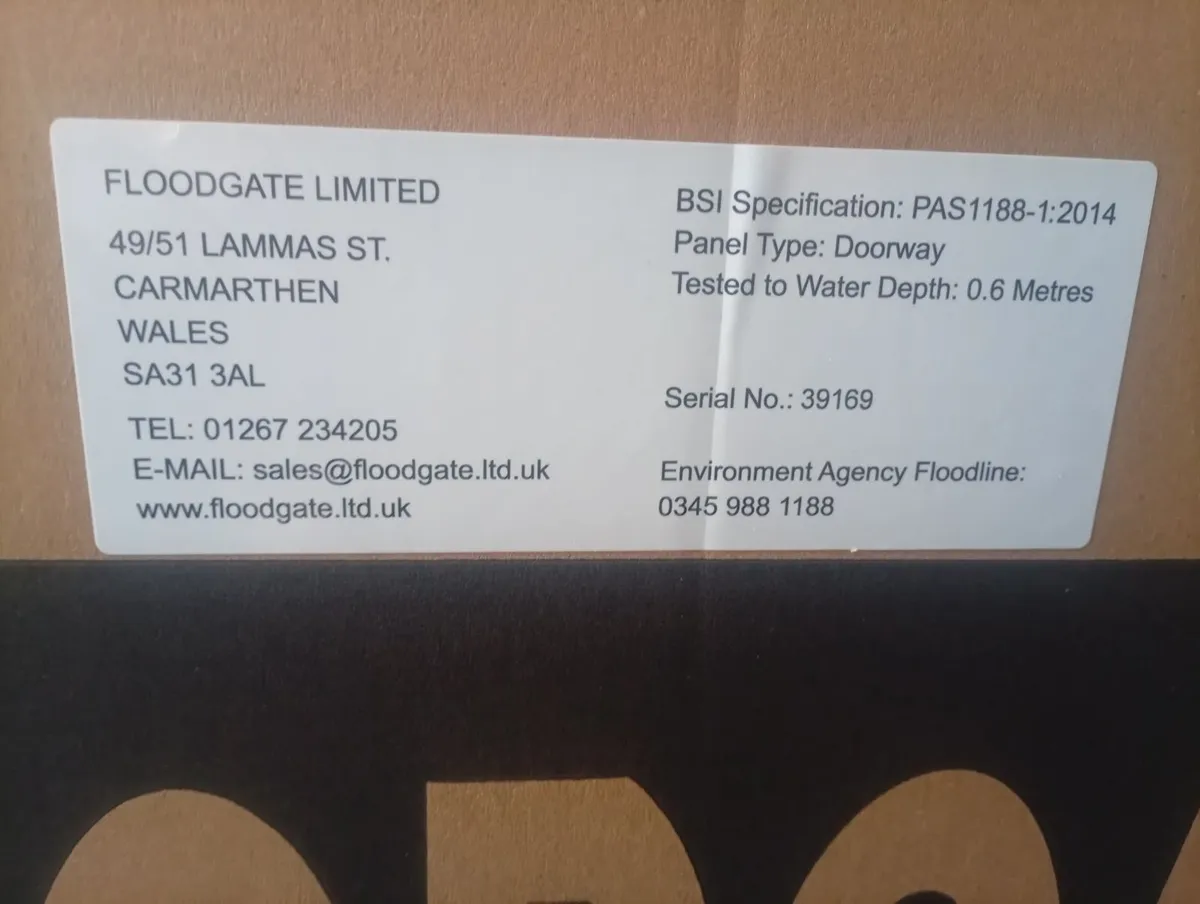 FLOODGATE LIMITED
49/51 LAMMAS ST.
CARMARTHEN
WALES
SA31 3AL
TEL: 01267 234205
E-MAIL: sales@floodgate.ltd.uk
www.floodgate.ltd.uk
BSI Specification: PAS1188-1:2014
Panel Type: Doorway
Tested to Water Depth: 0.6 Metres
Serial No.: 39169
Environment Agency Floodline:
0345 988 1188